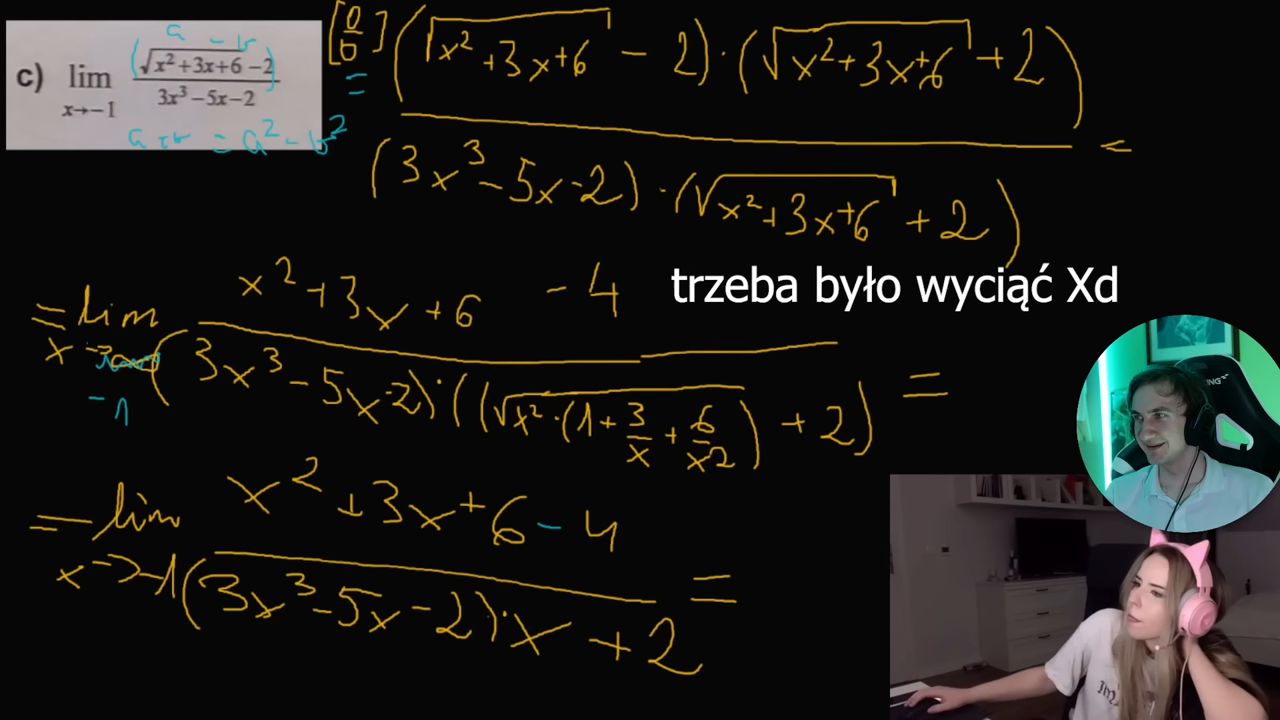 c) lim x→-1 (√x²+3x+6 -2) / 3x³-5x-2
a - b
a+b = a² - b²
[0/0] = (√x²+3x+6 - 2)·(√x²+3x+6 + 2) / (3x³-5x-2)·(√x²+3x+6 + 2) =
trzeba było wyciąć Xd
= lim x→ -1 x²+3x+6 -4 / (3x³-5x-2)·((√x²·(1+3/x+6/x²) + 2) =
= lim x→-1 x²+3x+6-4 / (3x³-5x-2)·x+2 =